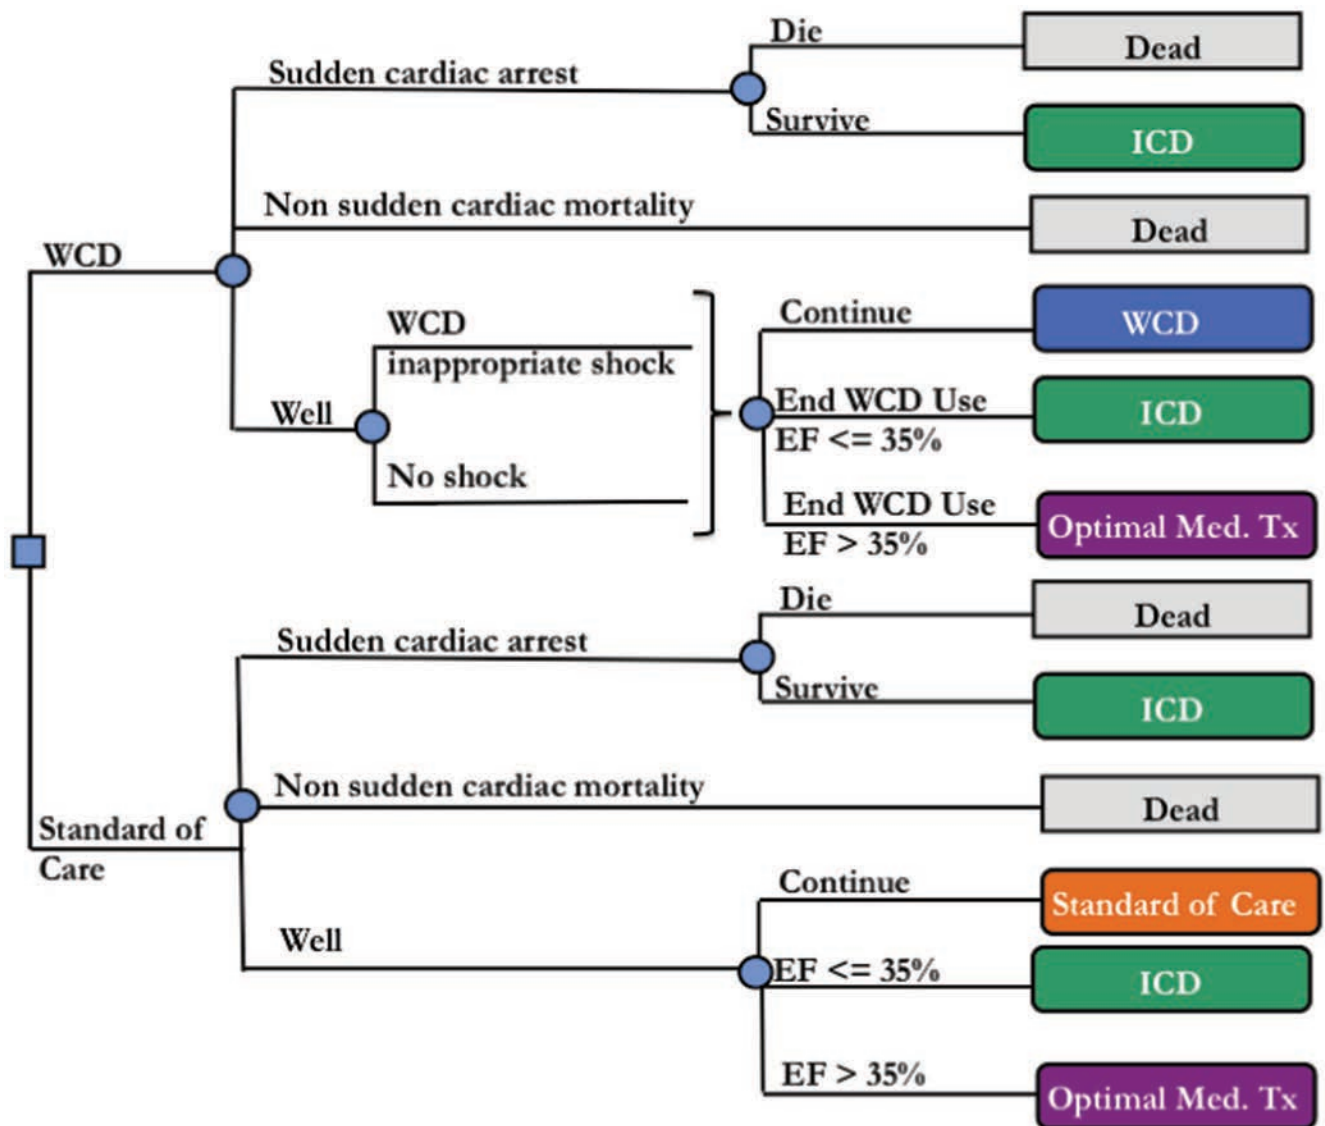 Die
Dead
Sudden cardiac arrest
Survive
ICD
Non sudden cardiac mortality
Dead
WCD
WCD
inappropriate shock
Continue
WCD
Well
End WCD Use
EF <= 35%
ICD
No shock
End WCD Use
EF > 35%
Optimal Med. Tx
Die
Dead
Sudden cardiac arrest
Survive
ICD
Non sudden cardiac mortality
Dead
Standard of
Care
Continue
Standard of Care
Well
EF <= 35%
ICD
EF > 35%
Optimal Med. Tx